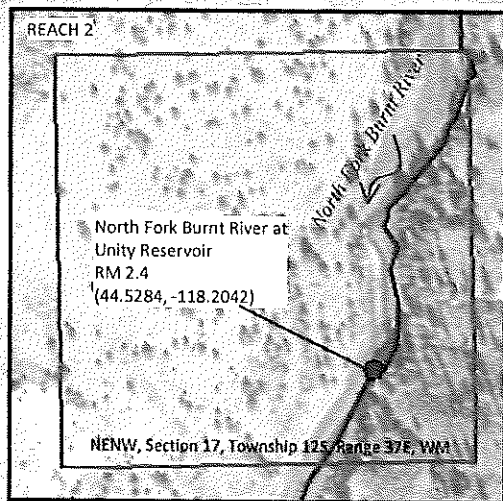 REACH 2
North Fork Burnt River
North Fork Burnt River at
Unity Reservoir
RM 2.4
(44.5284, -118.2042)
NENW, Section 17, Township 12S, Range 37E, WM